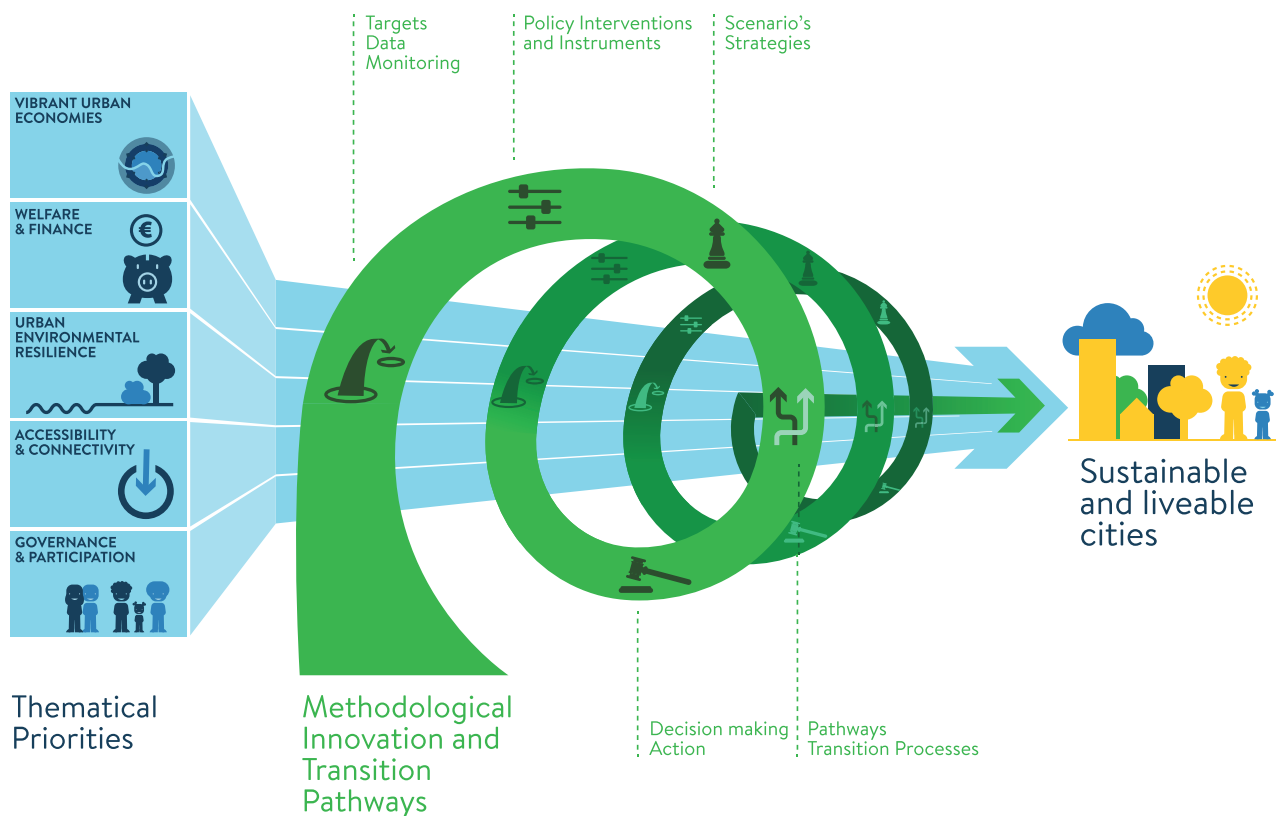 Targets
Data
Monitoring
Policy Interventions
and Instruments
Scenario's
Strategies
VIBRANT URBAN
ECONOMIES
WELFARE
& FINANCE
€
URBAN
ENVIRONMENTAL
RESILIENCE
ACCESSIBILITY
& CONNECTIVITY
GOVERNANCE
& PARTICIPATION
Sustainable
and liveable
cities
Thematical
Priorities
Methodological
Innovation and
Transition
Pathways
Decision making
Action
Pathways
Transition Processes